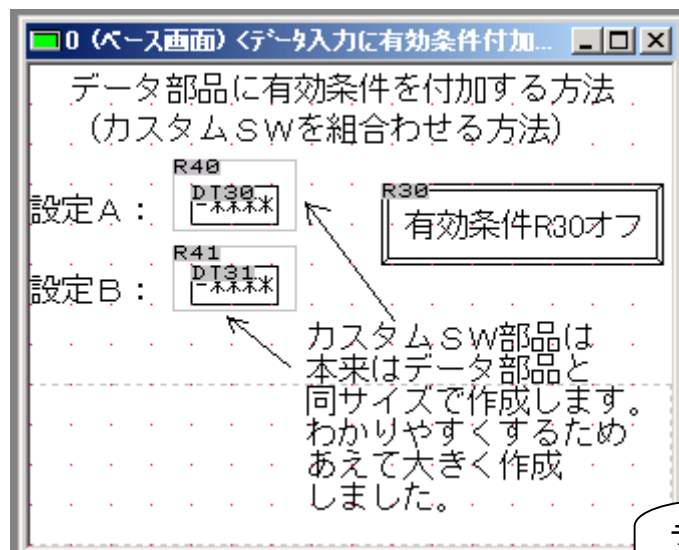 0 (ベース画面) <データ入力に有効条件付加...
データ部品に有効条件を付加する方法
（カスタムＳＷを組合わせる方法）
R40
設定Ａ： DT30 -****
R30
有効条件R30オフ
R41
設定Ｂ： DT31 -****
カスタムＳＷ部品は
本来はデータ部品と
同サイズで作成します。
わかりやすくするため
あえて大きく作成
しました。